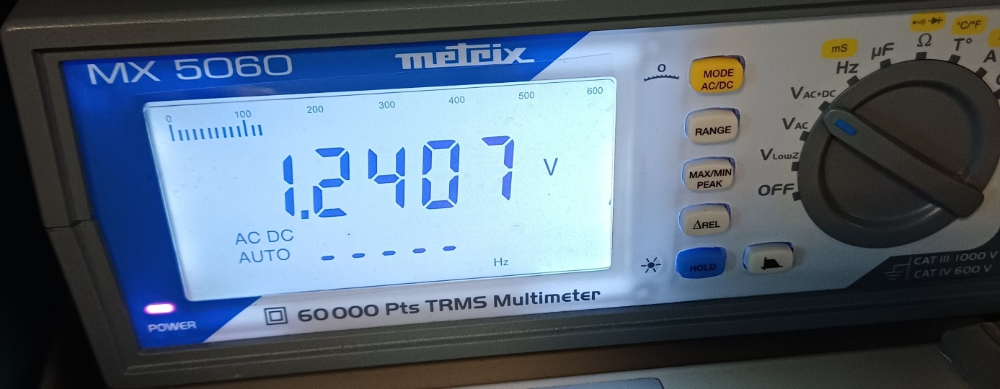 MX 5060
metrix
0 100 200 300 400 500 600
1.2407 V
AC DC
AUTO ----- Hz
POWER
60000 Pts TRMS Multimeter
0
MODE
AC/DC
RANGE
MAX/MIN
PEAK
ΔREL
HOLD
mS
°C/°F
Hz
µF
Ω
T°
A
VAC+DC
VAC
VLowZ
OFF
CAT III 1000 V
CAT IV 600 V